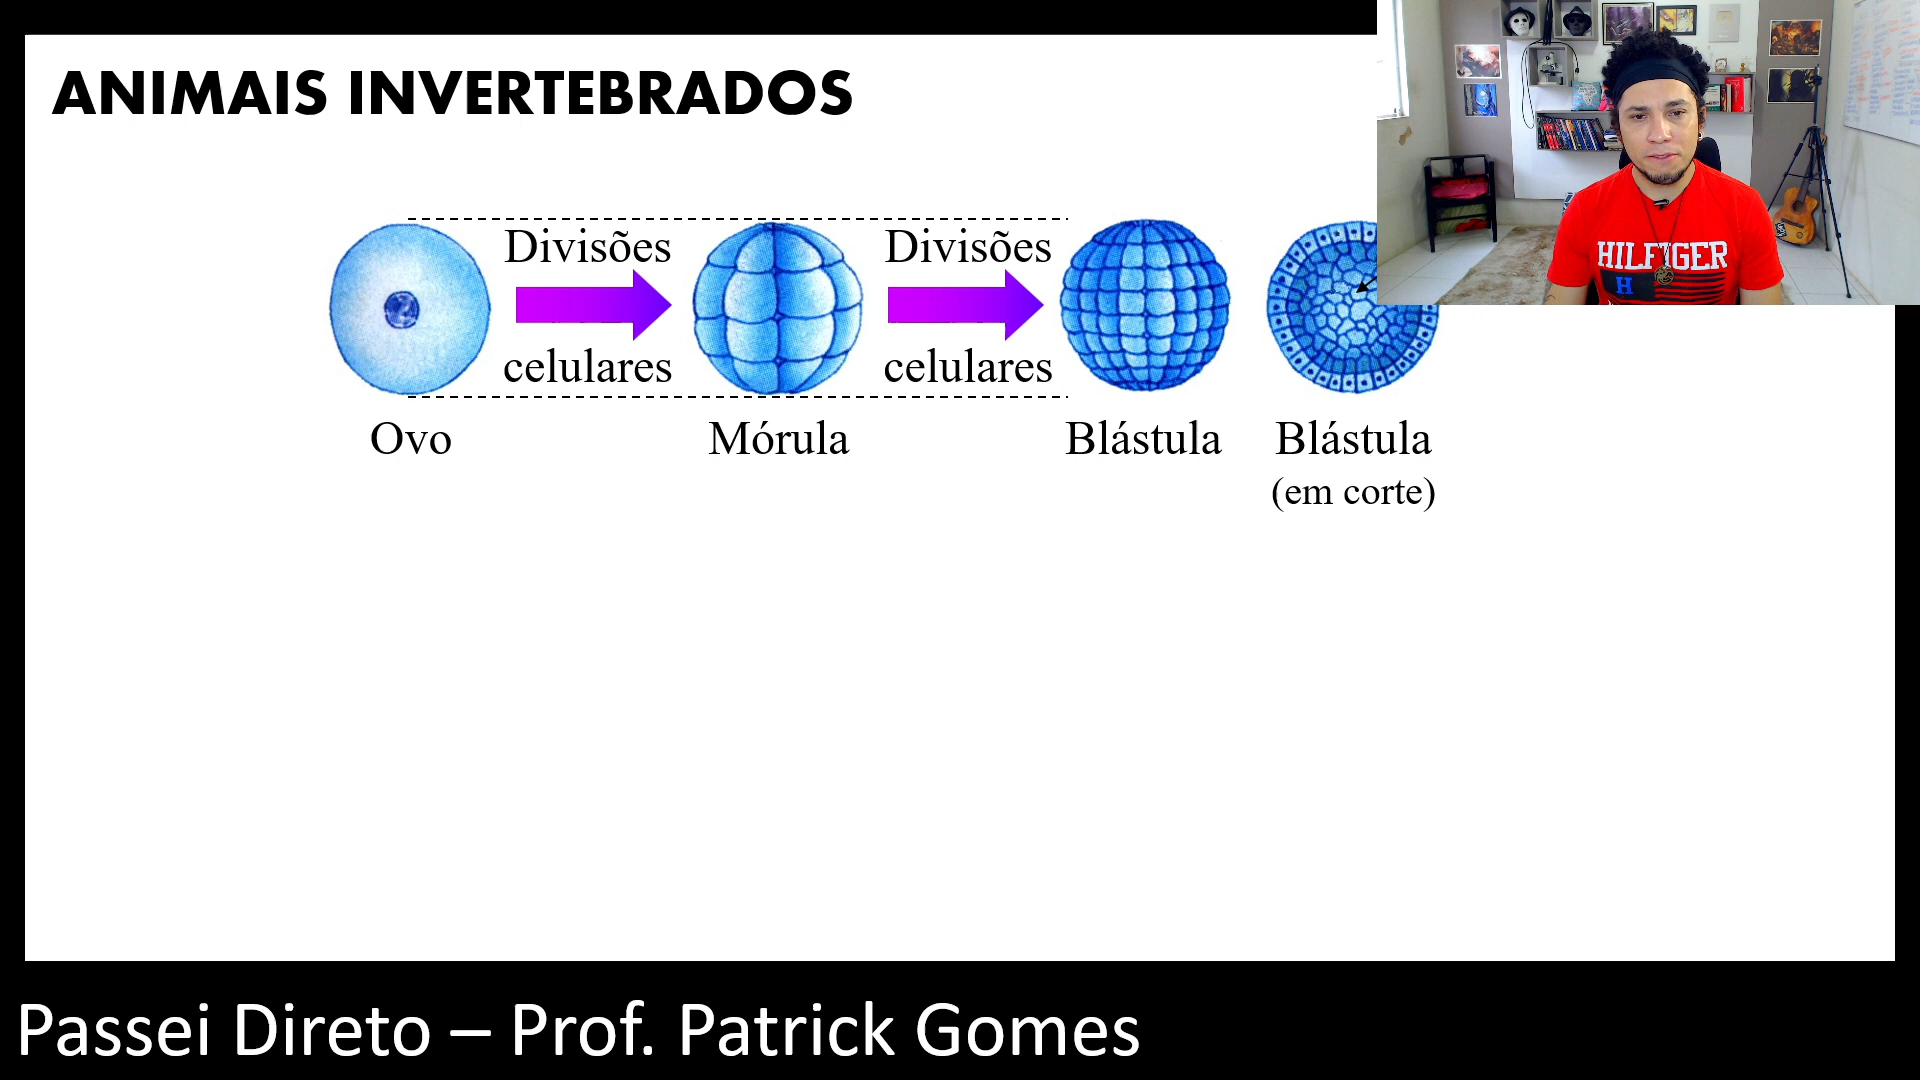 ANIMAIS INVERTEBRADOS
Divisões
celulares
Divisões
celulares
Ovo
Mórula
Blástula
Blástula
(em corte)
HILFIGER
H
Passei Direto – Prof. Patrick Gomes